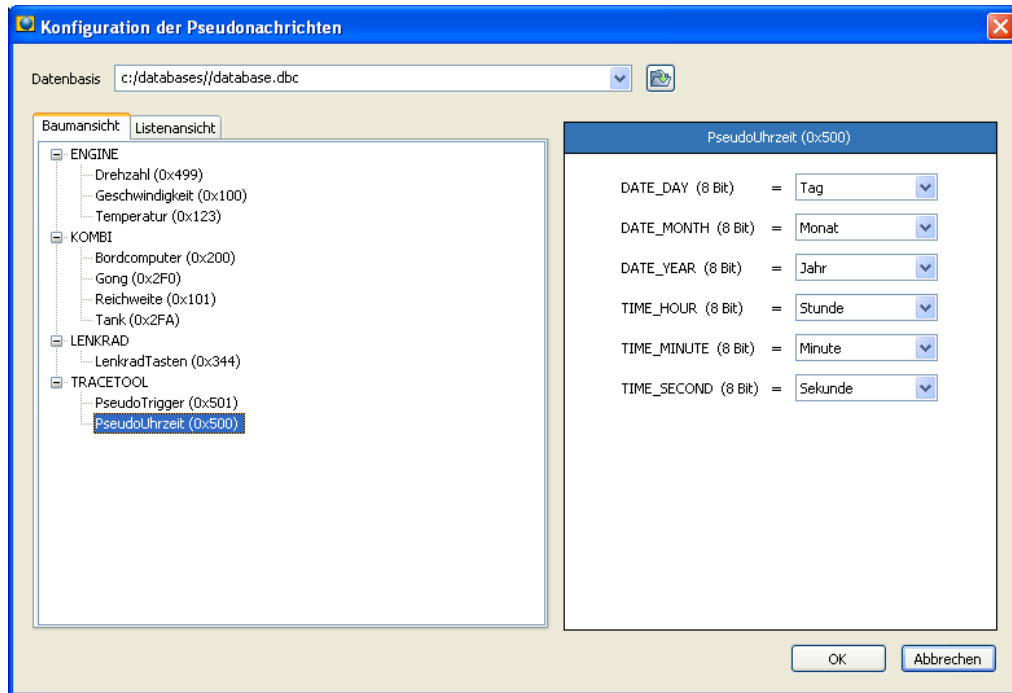 Konfiguration der Pseudonachrichten
Datenbasis c:/databases//database.dbc
Baumansicht Listenansicht
ENGINE
Drehzahl (0x499)
Geschwindigkeit (0x100)
Temperatur (0x123)
KOMBI
Bordcomputer (0x200)
Gong (0x2F0)
Reichweite (0x101)
Tank (0x2FA)
LENKRAD
LenkradTasten (0x344)
TRACETOOL
PseudoTrigger (0x501)
PseudoUhrzeit (0x500)
PseudoUhrzeit (0x500)
DATE_DAY (8 Bit) = Tag
DATE_MONTH (8 Bit) = Monat
DATE_YEAR (8 Bit) = Jahr
TIME_HOUR (8 Bit) = Stunde
TIME_MINUTE (8 Bit) = Minute
TIME_SECOND (8 Bit) = Sekunde
OK Abbrechen